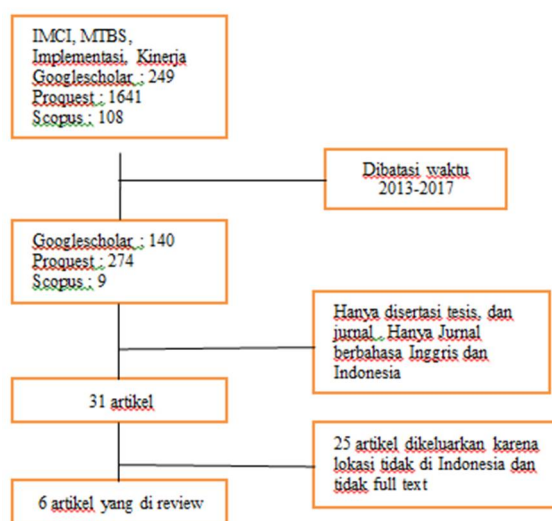 IMCI, MTBS,
Implementasi, Kinerja
Googlescholar : 249
Proquest : 1641
Scopus : 108
Dibatasi waktu
2013-2017
Googlescholar : 140
Proquest : 274
Scopus : 9
Hanya disertasi tesis, dan
jurnal , Hanya Jurnal
berbahasa Inggris dan
Indonesia
31 artikel
25 artikel dikeluarkan karena
lokasi tidak di Indonesia dan
tidak full text
6 artikel yang di review